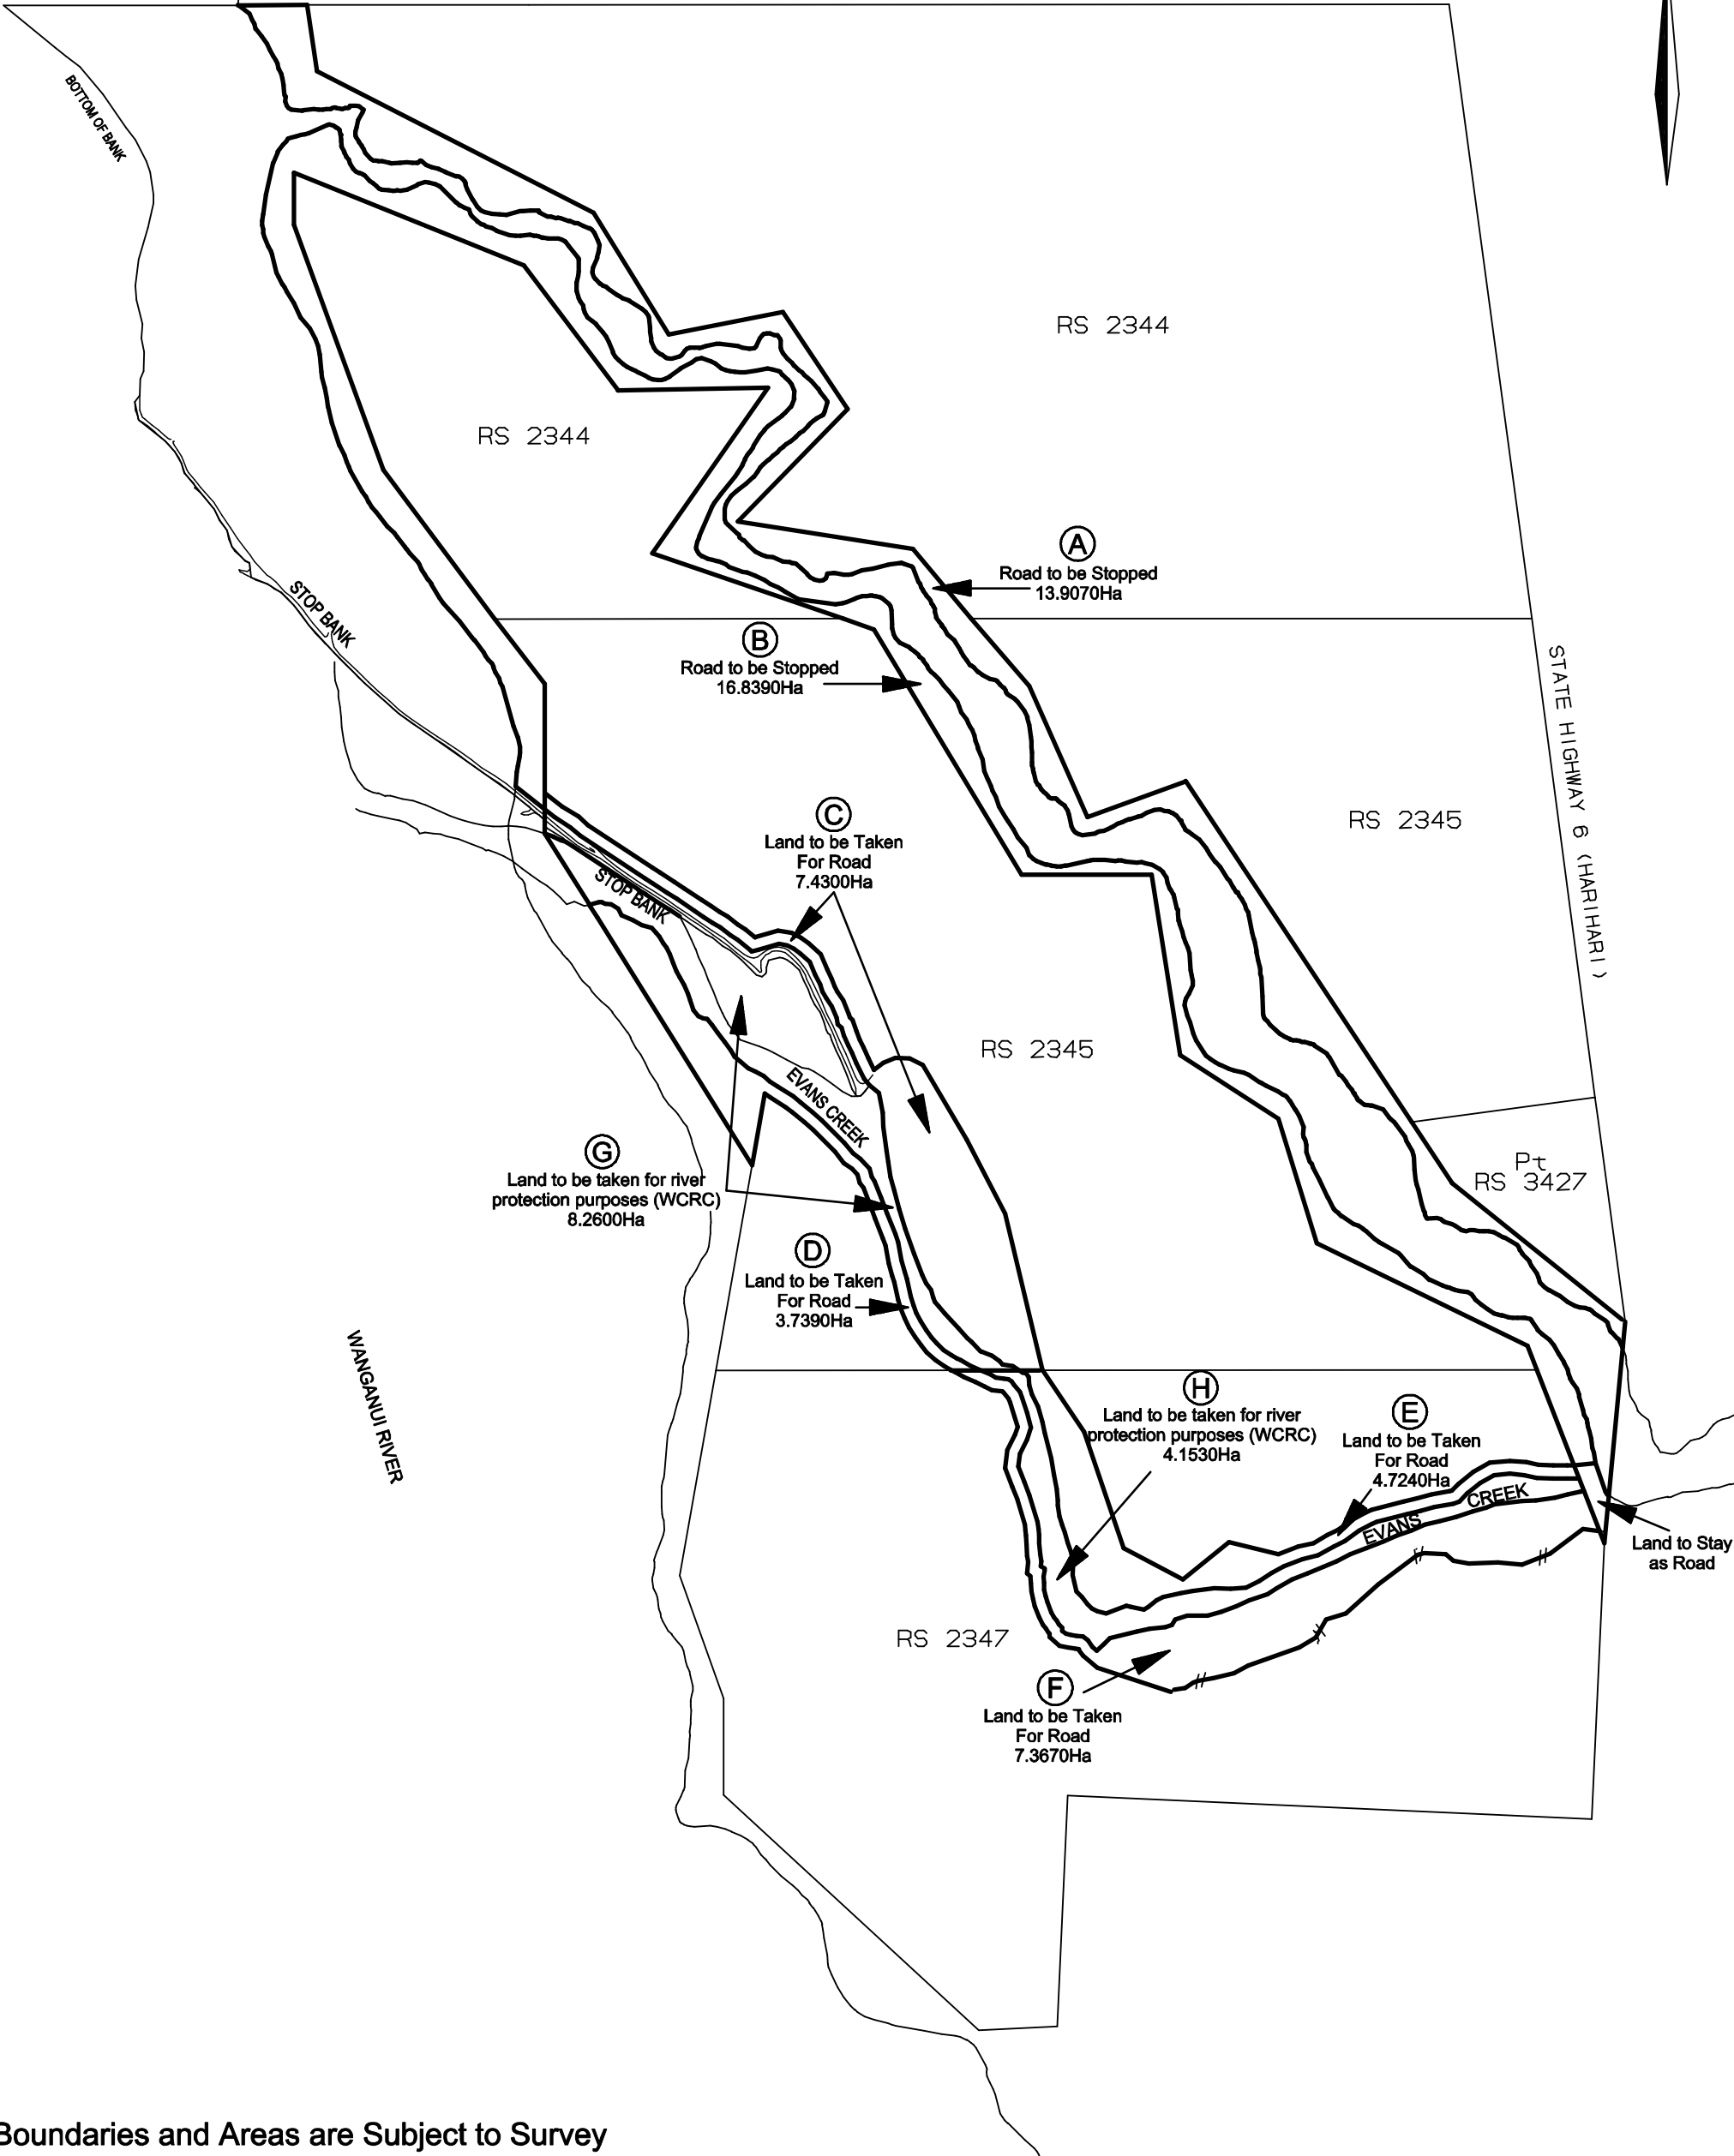 BOTTOM OF BANK
RS 2344
RS 2344
A
Road to be Stopped
13.9070Ha
STOP BANK
B
Road to be Stopped
16.8390Ha
STATE HIGHWAY 6 (HARIHARI)
C
Land to be Taken
For Road
7.4300Ha
RS 2345
STOP BANK
RS 2345
EVANS CREEK
G
Land to be taken for river
protection purposes (WCRC)
8.2600Ha
Pt
RS 3427
D
Land to be Taken
For Road
3.7390Ha
WANGANUI RIVER
H
Land to be taken for river
protection purposes (WCRC)
4.1530Ha
E
Land to be Taken
For Road
4.7240Ha
EVANS CREEK
Land to Stay
as Road
RS 2347
F
Land to be Taken
For Road
7.3670Ha
Boundaries and Areas are Subject to Survey